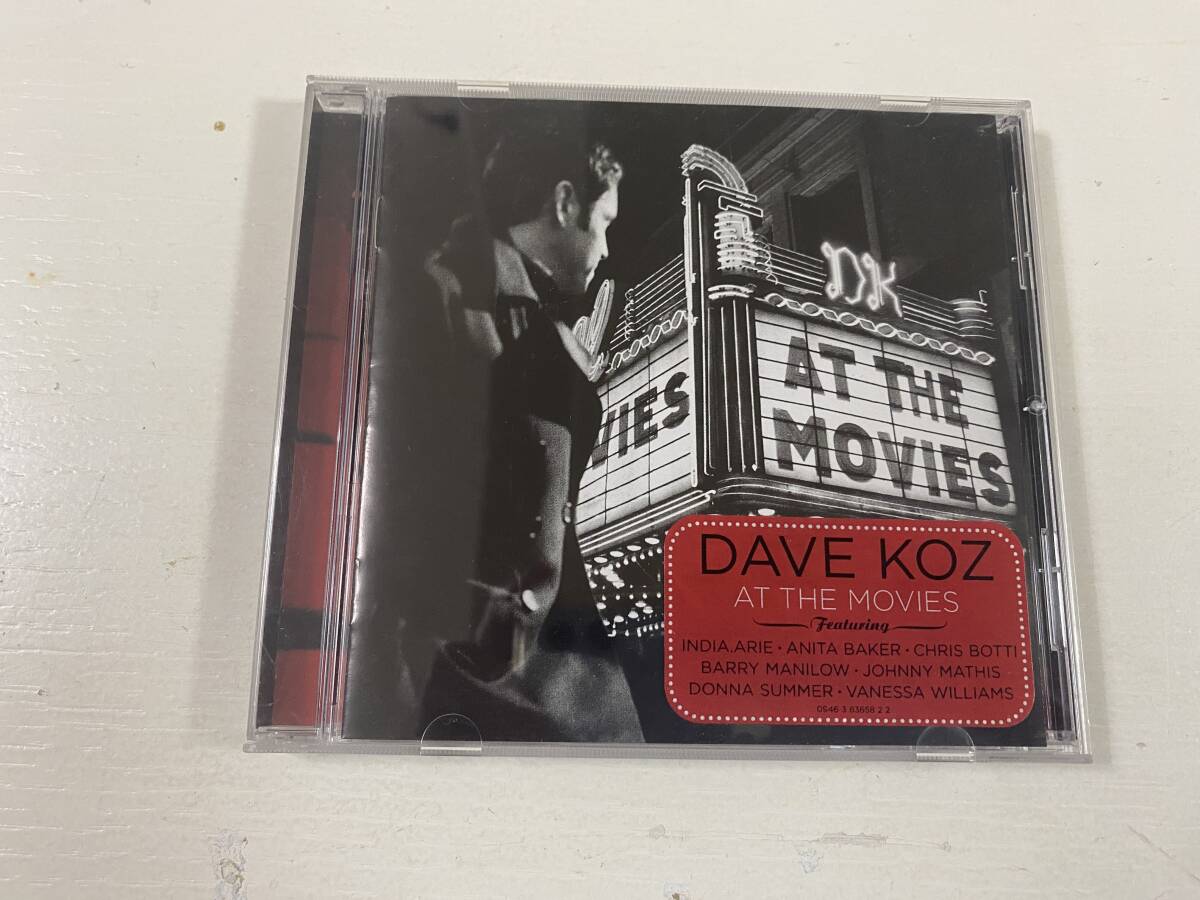 DK
AT THE
MOVIES
VIES
DAVE KOZ
AT THE MOVIES
Featuring
INDIA.ARIE · ANITA BAKER · CHRIS BOTTI
BARRY MANILOW · JOHNNY MATHIS
DONNA SUMMER · VANESSA WILLIAMS
0946 3 83658 2 2